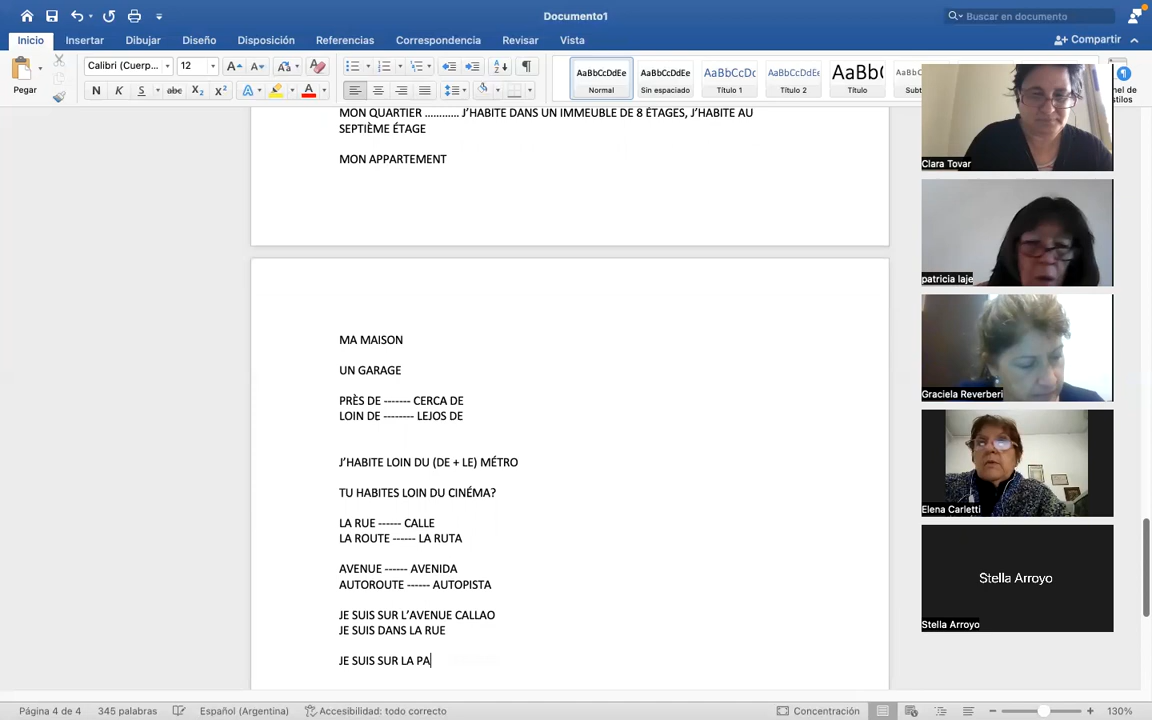 Documento1
Buscar en documento
Inicio
Insertar
Dibujar
Diseño
Disposición
Referencias
Correspondencia
Revisar
Vista
Compartir
Pegar
Calibri (Cuerp...
12
N K S abc X₂ X²
AaBbCcDdEe
Normal
AaBbCcDdEe
Sin espaciado
AaBbCcDc
Título 1
AaBbCcDdEe
Título 2
AaBbC
Título
MON QUARTIER ……….. J’HABITE DANS UN IMMEUBLE DE 8 ÉTAGES, J’HABITE AU
SEPTIÈME ÉTAGE
MON APPARTEMENT
MA MAISON
UN GARAGE
PRÈS DE ------- CERCA DE
LOIN DE -------- LEJOS DE
J’HABITE LOIN DU (DE + LE) MÉTRO
TU HABITES LOIN DU CINÉMA?
LA RUE ------ CALLE
LA ROUTE ------ LA RUTA
AVENUE ------ AVENIDA
AUTOROUTE ------ AUTOPISTA
JE SUIS SUR L’AVENUE CALLAO
JE SUIS DANS LA RUE
JE SUIS SUR LA PA
Clara Tovar
patricia laje
Graciela Reverberi
Elena Carletti
Stella Arroyo
Stella Arroyo
Página 4 de 4
345 palabras
Español (Argentina)
Accesibilidad: todo correcto
Concentración
130%